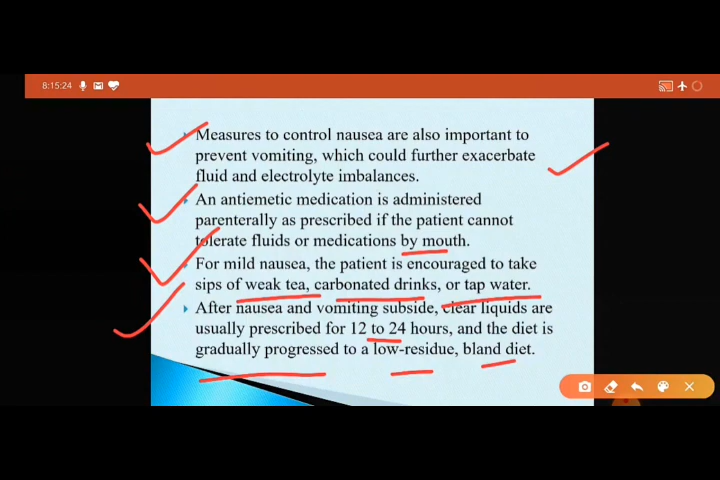 8:15:24
Measures to control nausea are also important to
prevent vomiting, which could further exacerbate
fluid and electrolyte imbalances.
An antiemetic medication is administered
parenterally as prescribed if the patient cannot
tolerate fluids or medications by mouth.
For mild nausea, the patient is encouraged to take
sips of weak tea, carbonated drinks, or tap water.
After nausea and vomiting subside, clear liquids are
usually prescribed for 12 to 24 hours, and the diet is
gradually progressed to a low-residue, bland diet.